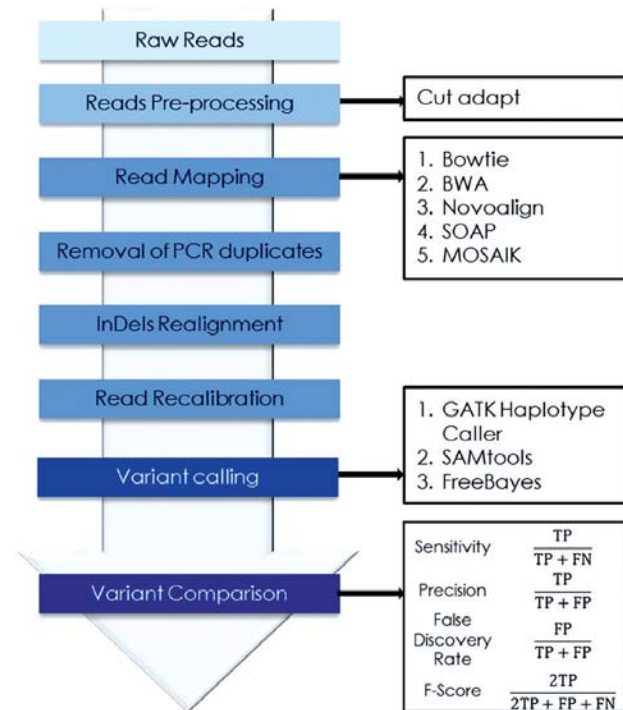 Raw Reads
Reads Pre-processing
Cut adapt
Read Mapping
1. Bowtie
2. BWA
3. Novoalign
4. SOAP
5. MOSAIK
Removal of PCR duplicates
InDels Realignment
Read Recalibration
Variant calling
1. GATK Haplotype
Caller
2. SAMtools
3. FreeBayes
Variant Comparison
Sensitivity TP / TP + FN
Precision TP / TP + FP
False
Discovery
Rate FP / TP + FP
F-Score 2TP / 2TP + FP + FN